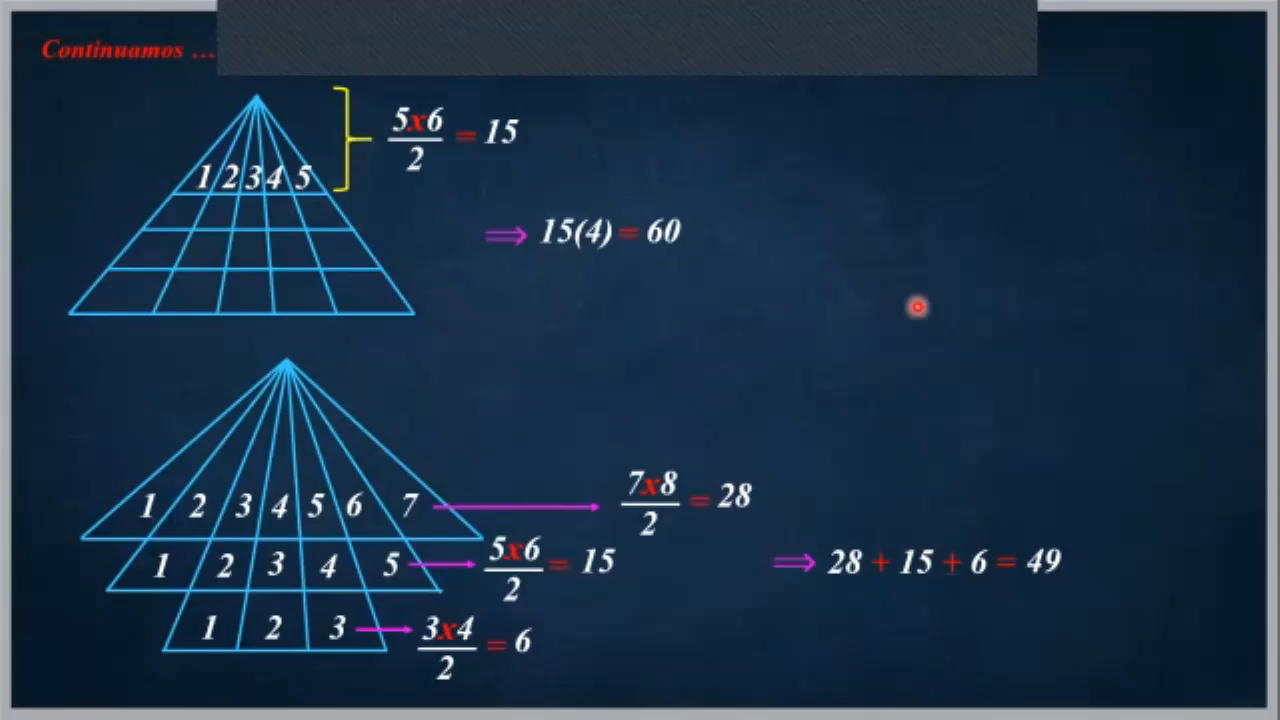 Continuamos ...
5x6/2 = 15
1 2 3 4 5
⇒ 15(4) = 60
1 2 3 4 5 6 7
7x8/2 = 28
1 2 3 4 5
5x6/2 = 15
⇒ 28 + 15 + 6 = 49
1 2 3
3x4/2 = 6